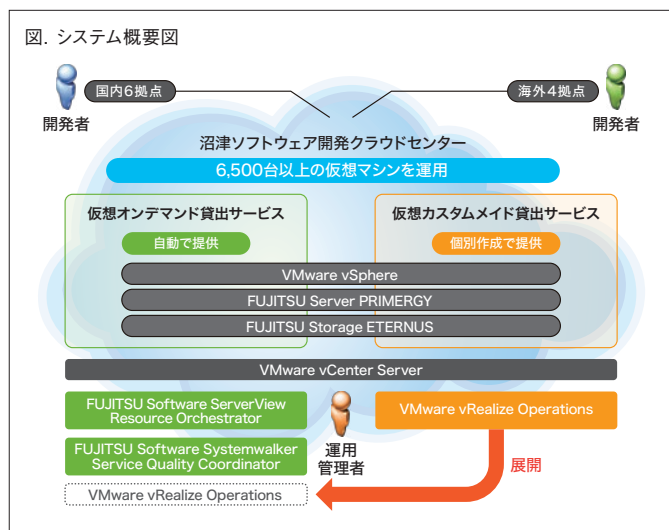 図. システム概要図
国内6拠点
海外4拠点
開発者
開発者
沼津ソフトウェア開発クラウドセンター
6,500台以上の仮想マシンを運用
仮想オンデマンド貸出サービス
仮想カスタムメイド貸出サービス
自動で提供
個別作成で提供
VMware vSphere
FUJITSU Server PRIMERGY
FUJITSU Storage ETERNUS
VMware vCenter Server
FUJITSU Software ServerView
Resource Orchestrator
VMware vRealize Operations
運用
管理者
FUJITSU Software Systemwalker
Service Quality Coordinator
展開
VMware vRealize Operations